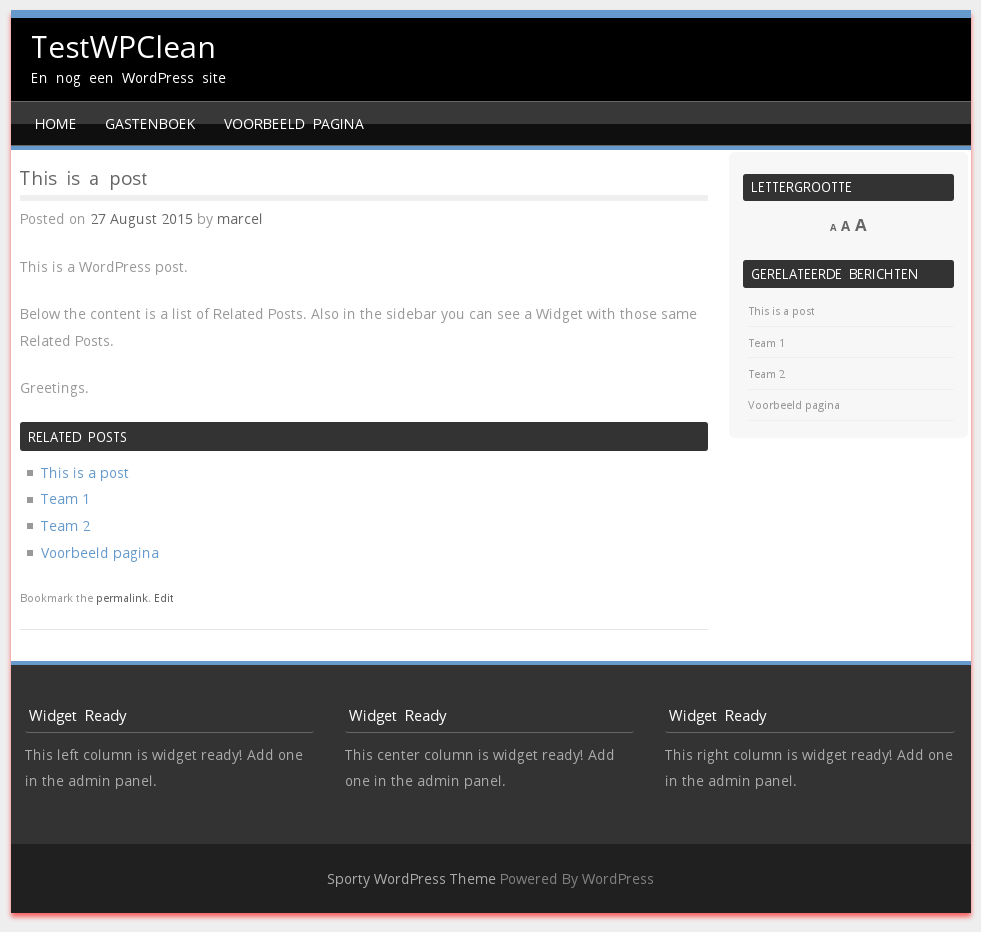 TestWPClean
En nog een WordPress site
HOME GASTENBOEK VOORBEELD PAGINA
This is a post
Posted on 27 August 2015 by marcel
This is a WordPress post.
Below the content is a list of Related Posts. Also in the sidebar you can see a Widget with those same
Related Posts.
Greetings.
RELATED POSTS
This is a post
Team 1
Team 2
Voorbeeld pagina
Bookmark the permalink. Edit
LETTERGROOTTE
A A A
GERELATEERDE BERICHTEN
This is a post
Team 1
Team 2
Voorbeeld pagina
Widget Ready
This left column is widget ready! Add one
in the admin panel.
Widget Ready
This center column is widget ready! Add
one in the admin panel.
Widget Ready
This right column is widget ready! Add one
in the admin panel.
Sporty WordPress Theme Powered By WordPress